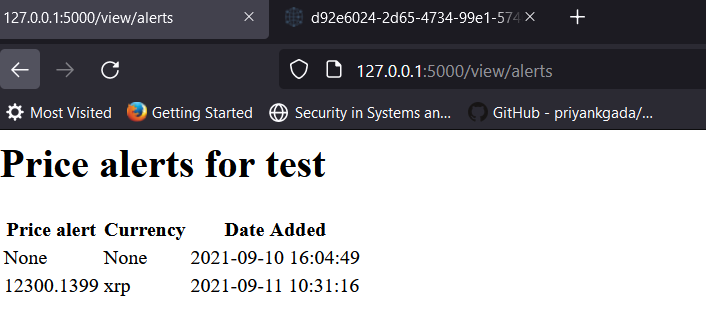 127.0.0.1:5000/view/alerts
d92e6024-2d65-4734-99e1-574
127.0.0.1:5000/view/alerts
Most Visited Getting Started Security in Systems an... GitHub - priyankgada/...
Price alerts for test
Price alert Currency Date Added
None None 2021-09-10 16:04:49
12300.1399 xrp 2021-09-11 10:31:16